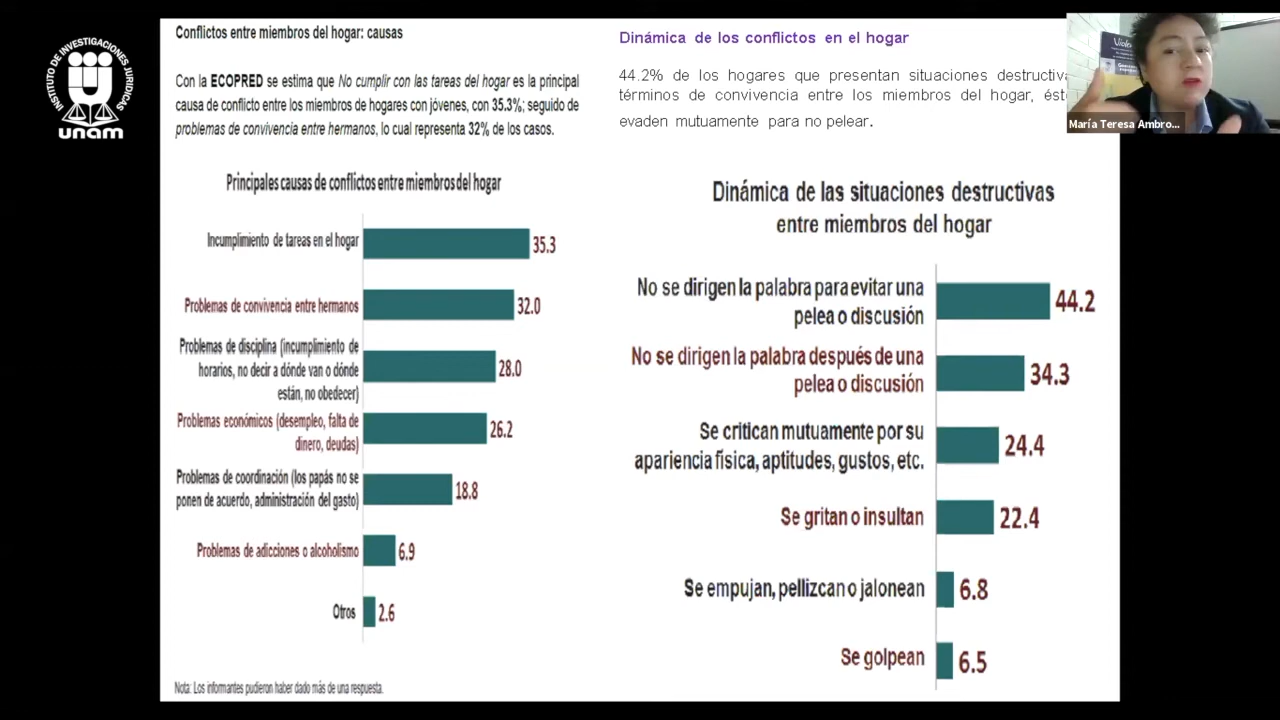 INSTITUTO DE INVESTIGACIONES JURÍDICAS
UNAM
Conflictos entre miembros del hogar: causas
Con la ECOPRED se estima que No cumplir con las tareas del hogar es la principal
causa de conflicto entre los miembros de hogares con jóvenes, con 35.3%; seguido de
problemas de convivencia entre hermanos, lo cual representa 32% de los casos.
Principales causas de conflictos entre miembros del hogar
Incumplimiento de tareas en el hogar
35.3
Problemas de convivencia entre hermanos
32.0
Problemas de disciplina (incumplimiento de
horarios, no decir a dónde van o dónde
están, no obedecer)
28.0
Problemas económicos (desempleo, falta de
dinero, deudas)
26.2
Problemas de coordinación (los papás no se
ponen de acuerdo, administración del gasto)
18.8
Problemas de adicciones o alcoholismo
6.9
Otros
2.6
Nota: Los informantes pudieron haber dado más de una respuesta.
Dinámica de los conflictos en el hogar
44.2% de los hogares que presentan situaciones destructiva
términos de convivencia entre los miembros del hogar, ést
evaden mutuamente para no pelear.
Dinámica de las situaciones destructivas
entre miembros del hogar
No se dirigen la palabra para evitar una
pelea o discusión
44.2
No se dirigen la palabra después de una
pelea o discusión
34.3
Se critican mutuamente por su
apariencia física, aptitudes, gustos, etc.
24.4
Se gritan o insultan
22.4
Se empujan, pellizcan o jalonean
6.8
Se golpean
6.5
María Teresa Ambro...